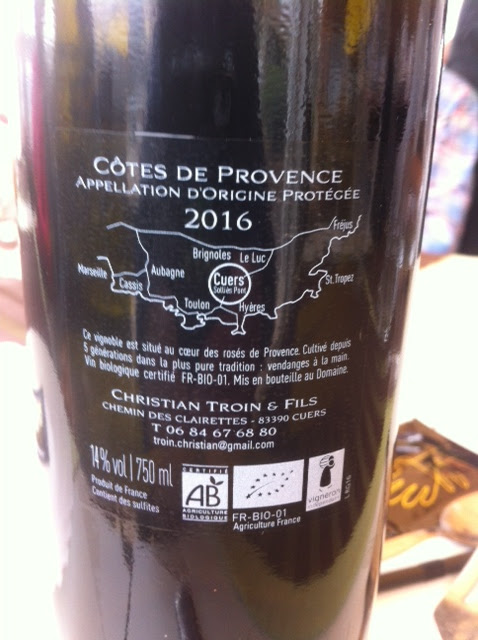 CÔTES DE PROVENCE
APPELLATION D'ORIGINE PROTÉGÉE
2016
Fréjus
Brignoles Le Luc
Marseille
Aubagne
Cuers
St.Tropez
Cassis
Solliès Pont
Toulon
Hyères
Ce vignoble est situé au cœur des rosés de Provence. Cultivé depuis
5 générations dans la plus pure tradition : vendanges à la main.
Vin biologique certifié FR-BIO-01. Mis en bouteille au Domaine.
CHRISTIAN TROIN & FILS
CHEMIN DES CLAIRETTES - 83390 CUERS
T 06 84 67 68 80
troin.christian@gmail.com
14% vol | 750 ml
Produit de France
Contient des sulfites
CERTIFIÉ
AB
AGRICULTURE
BIOLOGIQUE
FR-BIO-01
Agriculture France
vigneron